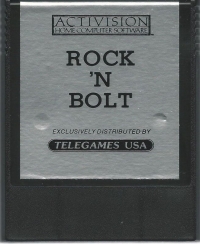 ACTIVISION
HOME COMPUTER SOFTWARE
ROCK
'N
BOLT
EXCLUSIVELY DISTRIBUTED BY
TELEGAMES USA